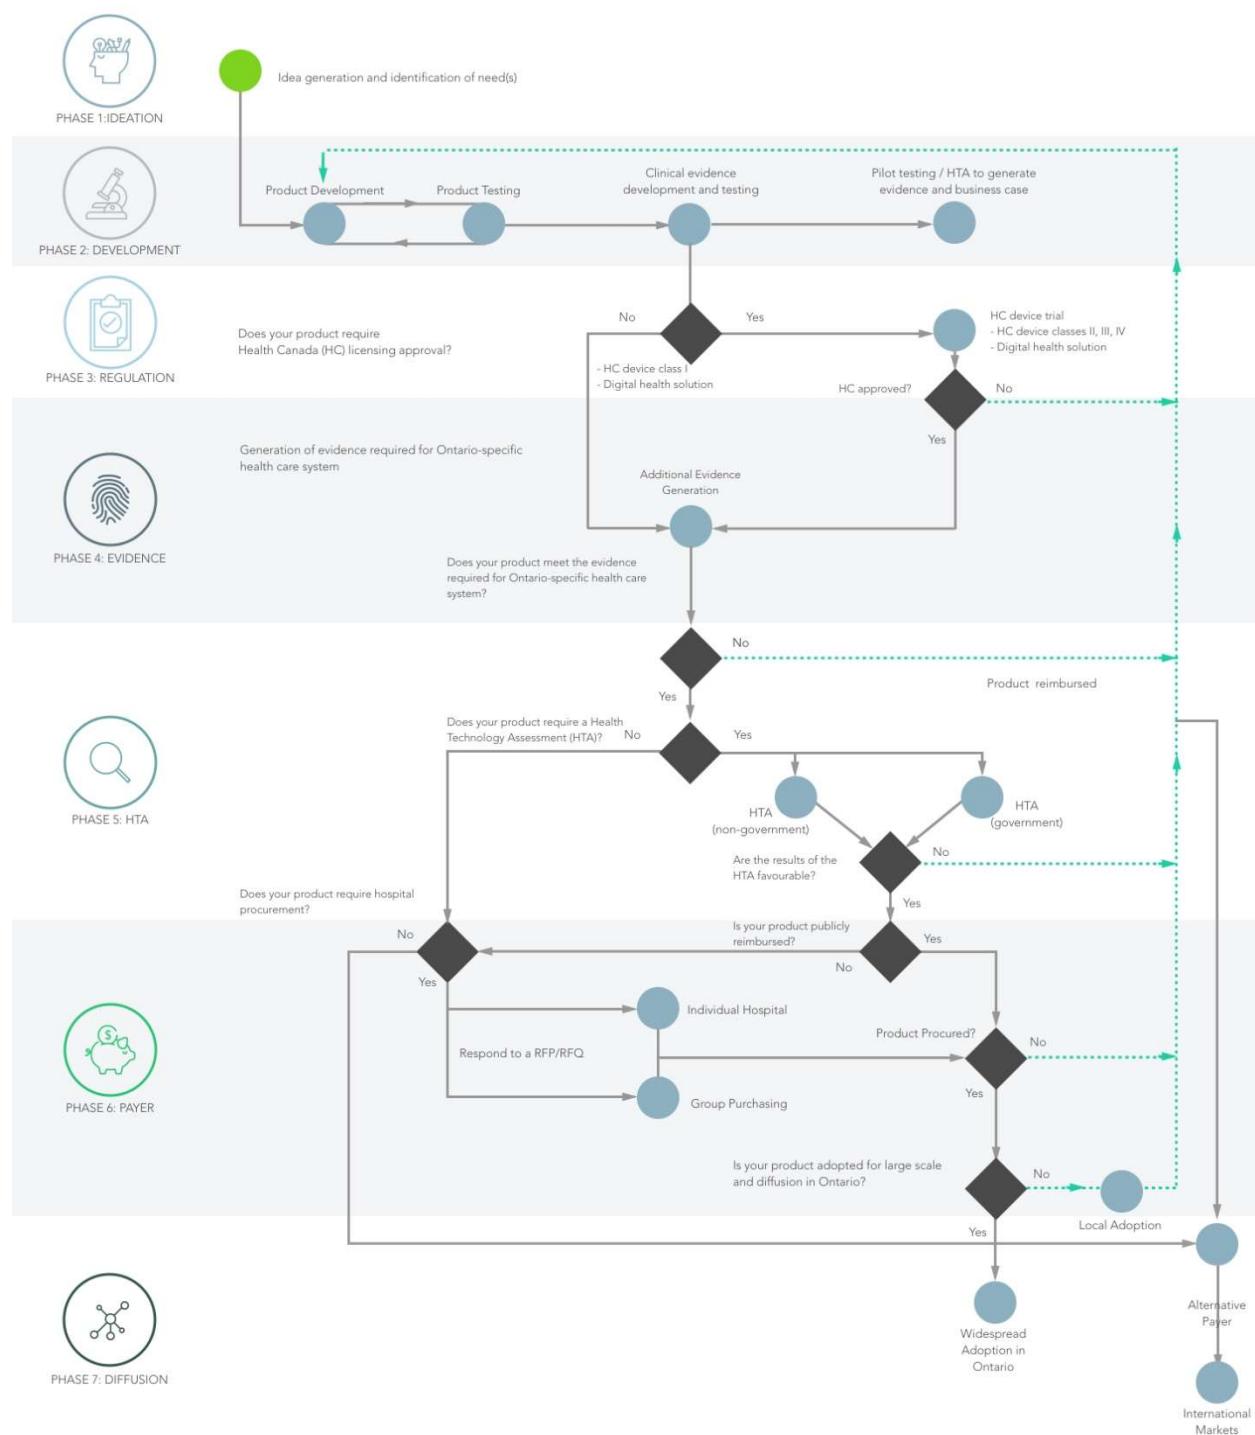 Idea generation and identification of need(s)
PHASE 1:IDEATION
Product Development
Product Testing
Clinical evidence
development and testing
Pilot testing / HTA to generate
evidence and business case
PHASE 2: DEVELOPMENT
Does your product require
Health Canada (HC) licensing approval?
No
Yes
- HC device class I
- Digital health solution
HC device trial
- HC device classes II, III, IV
- Digital health solution
PHASE 3: REGULATION
HC approved?
No
Yes
Generation of evidence required for Ontario-specific
health care system
Additional Evidence
Generation
PHASE 4: EVIDENCE
Does your product meet the evidence
required for Ontario-specific health care
system?
No
Yes
Product reimbursed
Does your product require a Health
Technology Assessment (HTA)?
No
Yes
HTA
(non-government)
HTA
(government)
PHASE 5: HTA
Are the results of the
HTA favourable?
No
Yes
Does your product require hospital
procurement?
No
Yes
Is your product publicly
reimbursed?
Yes
No
$
Individual Hospital
Respond to a RFP/RFQ
Group Purchasing
Product Procured?
No
Yes
PHASE 6: PAYER
Is your product adopted for large scale
and diffusion in Ontario?
No
Local Adoption
Yes
Widespread
Adoption in
Ontario
Alternative
Payer
PHASE 7: DIFFUSION
International
Markets